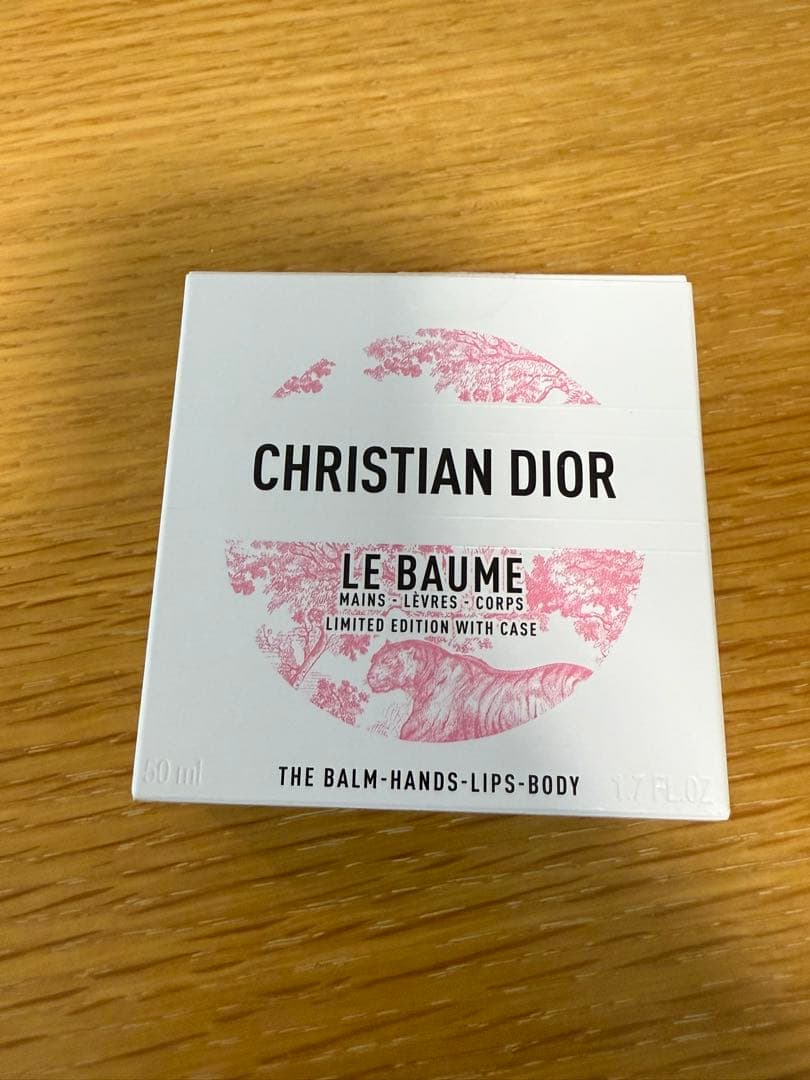 CHRISTIAN DIOR
LE BAUME
MAINS - LÈVRES - CORPS
LIMITED EDITION WITH CASE
THE BALM-HANDS-LIPS-BODY
50 ml
1.7 FL.OZ